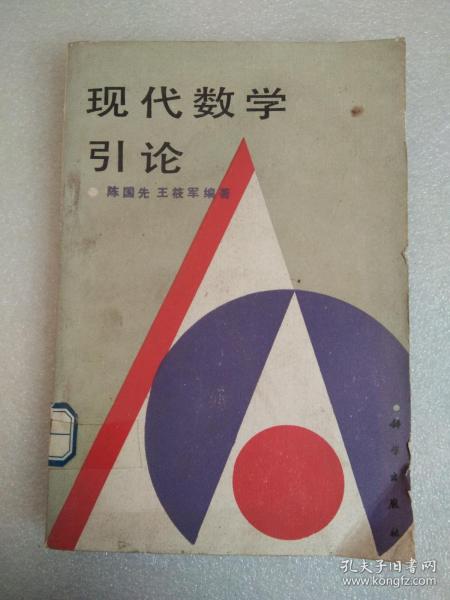 现代数学
引论
陈国先 王筱军编著
科学出版社
孔夫子旧书网
www.kongfz.com